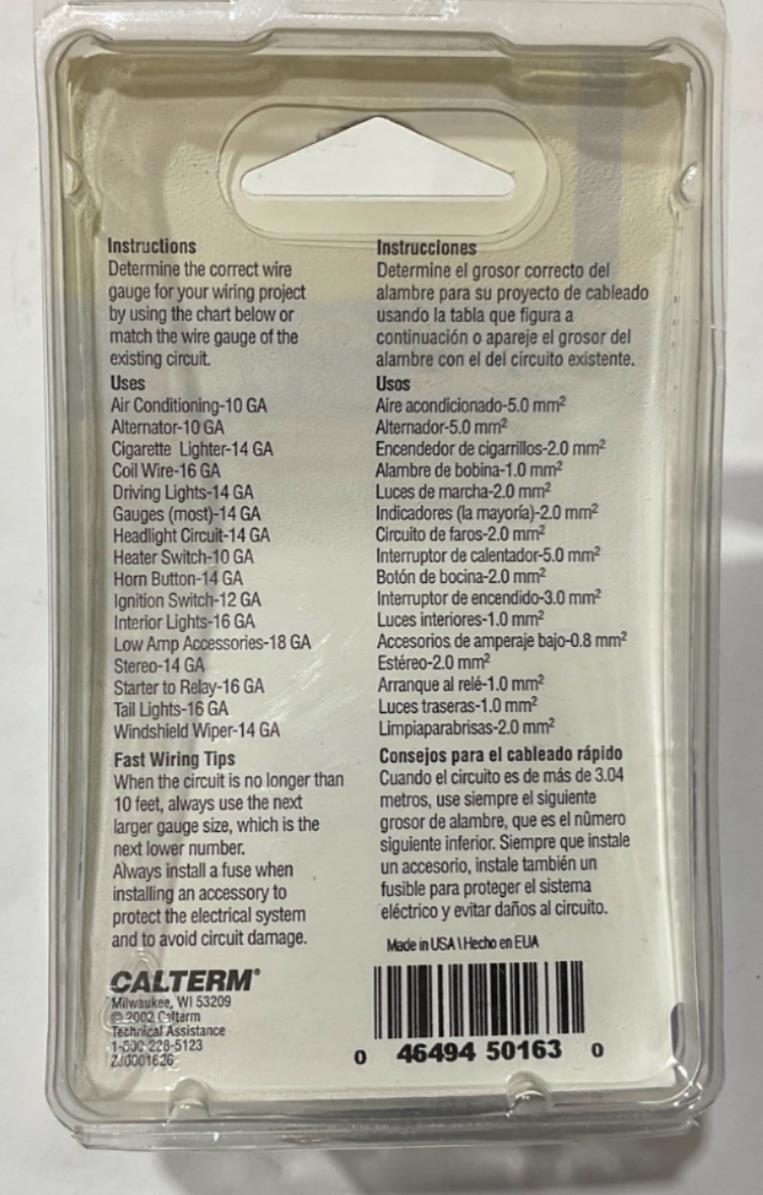 Instructions
Determine the correct wire
gauge for your wiring project
by using the chart below or
match the wire gauge of the
existing circuit.
Uses
Air Conditioning-10 GA
Alternator-10 GA
Cigarette Lighter-14 GA
Coil Wire-16 GA
Driving Lights-14 GA
Gauges (most)-14 GA
Headlight Circuit-14 GA
Heater Switch-10 GA
Horn Button-14 GA
Ignition Switch-12 GA
Interior Lights-16 GA
Low Amp Accessories-18 GA
Stereo-14 GA
Starter to Relay-16 GA
Tail Lights-16 GA
Windshield Wiper-14 GA
Fast Wiring Tips
When the circuit is no longer than
10 feet, always use the next
larger gauge size, which is the
next lower number.
Always install a fuse when
installing an accessory to
protect the electrical system
and to avoid circuit damage.
CALTERM®
Milwaukee, WI 53209
© 2002 Calterm
Technical Assistance
1-800-228-5123
Instrucciones
Determine el grosor correcto del
alambre para su proyecto de cableado
usando la tabla que figura a
continuación o apareje el grosor del
alambre con el del circuito existente.
Usos
Aire acondicionado-5.0 mm²
Alternador-5.0 mm²
Encendedor de cigarrillos-2.0 mm²
Alambre de bobina-1.0 mm²
Luces de marcha-2.0 mm²
Indicadores (la mayoría)-2.0 mm²
Circuito de faros-2.0 mm²
Interruptor de calentador-5.0 mm²
Botón de bocina-2.0 mm²
Interruptor de encendido-3.0 mm²
Luces interiores-1.0 mm²
Accesorios de amperaje bajo-0.8 mm²
Estéreo-2.0 mm²
Arranque al relé-1.0 mm²
Luces traseras-1.0 mm²
Limpiaparabrisas-2.0 mm²
Consejos para el cableado rápido
Cuando el circuito es de más de 3.04
metros, use siempre el siguiente
grosor de alambre, que es el número
siguiente inferior. Siempre que instale
un accesorio, instale también un
fusible para proteger el sistema
eléctrico y evitar daños al circuito.
Made in USA \ Hecho en EUA
0 46494 50163 0